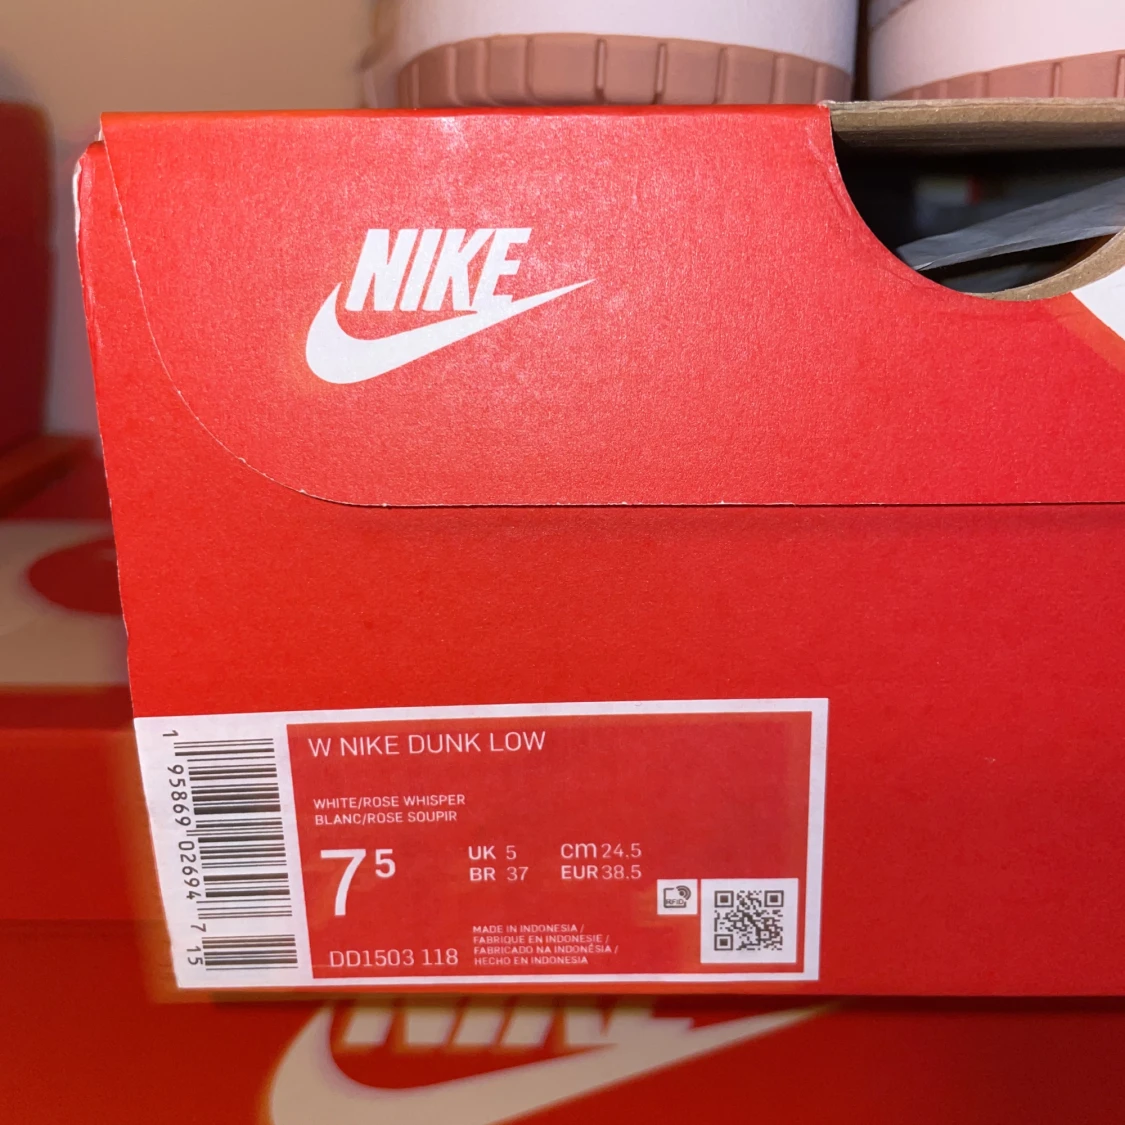 NIKE
W NIKE DUNK LOW
WHITE/ROSE WHISPER
BLANC/ROSE SOUPIR
7 5
UK 5 cm 24.5
BR 37 EUR 38.5
RFID
DD1503 118
MADE IN INDONESIA /
FABRIQUE EN INDONESIE /
FABRICADO NA INDONÉSIA /
HECHO EN INDONESIA
1 95869 02694 7 15
NIKE